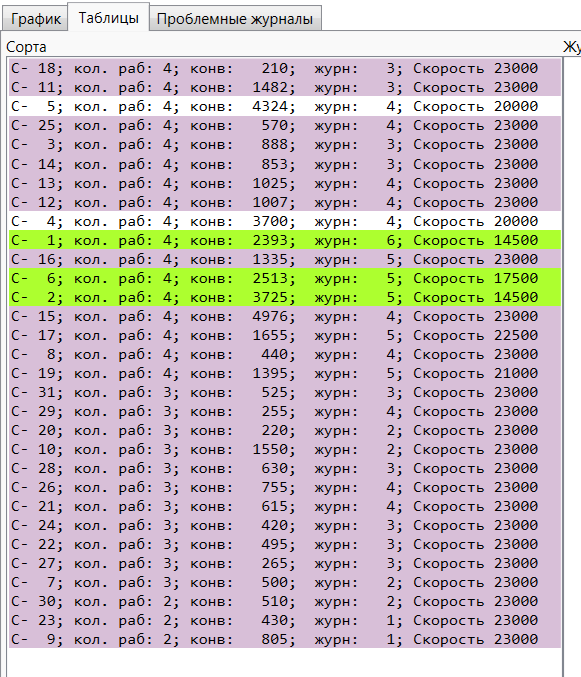 График Таблицы Проблемные журналы
Сорта Жу
С- 18; кол. раб: 4; конв:   210;  журн:   3; Скорость 23000
С- 11; кол. раб: 4; конв:  1482;  журн:   3; Скорость 23000
С-  5; кол. раб: 4; конв:  4324;  журн:   4; Скорость 20000
С- 25; кол. раб: 4; конв:   570;  журн:   4; Скорость 23000
С-  3; кол. раб: 4; конв:   888;  журн:   3; Скорость 23000
С- 14; кол. раб: 4; конв:   853;  журн:   3; Скорость 23000
С- 13; кол. раб: 4; конв:  1025;  журн:   4; Скорость 23000
С- 12; кол. раб: 4; конв:  1007;  журн:   4; Скорость 23000
С-  4; кол. раб: 4; конв:  3700;  журн:   4; Скорость 20000
С-  1; кол. раб: 4; конв:  2393;  журн:   6; Скорость 14500
С- 16; кол. раб: 4; конв:  1335;  журн:   5; Скорость 23000
С-  6; кол. раб: 4; конв:  2513;  журн:   5; Скорость 17500
С-  2; кол. раб: 4; конв:  3725;  журн:   5; Скорость 14500
С- 15; кол. раб: 4; конв:  4976;  журн:   4; Скорость 23000
С- 17; кол. раб: 4; конв:  1655;  журн:   5; Скорость 22500
С-  8; кол. раб: 4; конв:   440;  журн:   4; Скорость 23000
С- 19; кол. раб: 4; конв:  1395;  журн:   5; Скорость 21000
С- 31; кол. раб: 3; конв:   525;  журн:   3; Скорость 23000
С- 29; кол. раб: 3; конв:   255;  журн:   4; Скорость 23000
С- 20; кол. раб: 3; конв:   220;  журн:   2; Скорость 23000
С- 10; кол. раб: 3; конв:  1550;  журн:   2; Скорость 23000
С- 28; кол. раб: 3; конв:   630;  журн:   3; Скорость 23000
С- 26; кол. раб: 3; конв:   755;  журн:   4; Скорость 23000
С- 21; кол. раб: 3; конв:   615;  журн:   4; Скорость 23000
С- 24; кол. раб: 3; конв:   420;  журн:   3; Скорость 23000
С- 22; кол. раб: 3; конв:   495;  журн:   3; Скорость 23000
С- 27; кол. раб: 3; конв:   265;  журн:   3; Скорость 23000
С-  7; кол. раб: 3; конв:   500;  журн:   2; Скорость 23000
С- 30; кол. раб: 2; конв:   510;  журн:   2; Скорость 23000
С- 23; кол. раб: 2; конв:   430;  журн:   1; Скорость 23000
С-  9; кол. раб: 2; конв:   805;  журн:   1; Скорость 23000